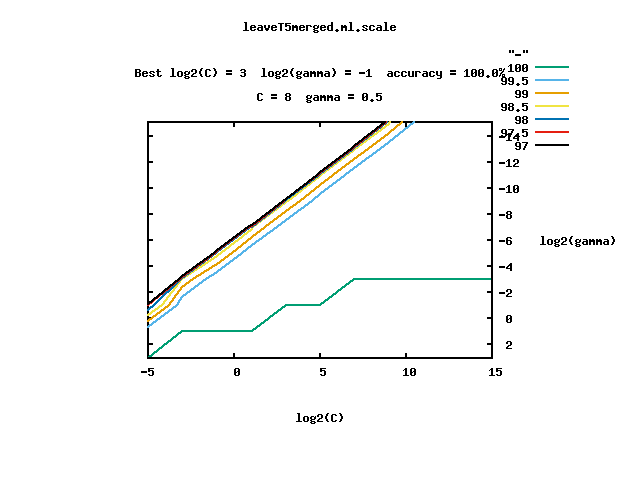 leaveT5merged.ml.scale
"-"
Best log2(C) = 3 log2(gamma) = -1 accuracy = 100.0%
100
99.5
C = 8 gamma = 0.5
99
98.5
98
97.5
-14
97
-12
-10
-8
-6
log2(gamma)
-4
-2
0
2
-5 0 5 10 15
log2(C)